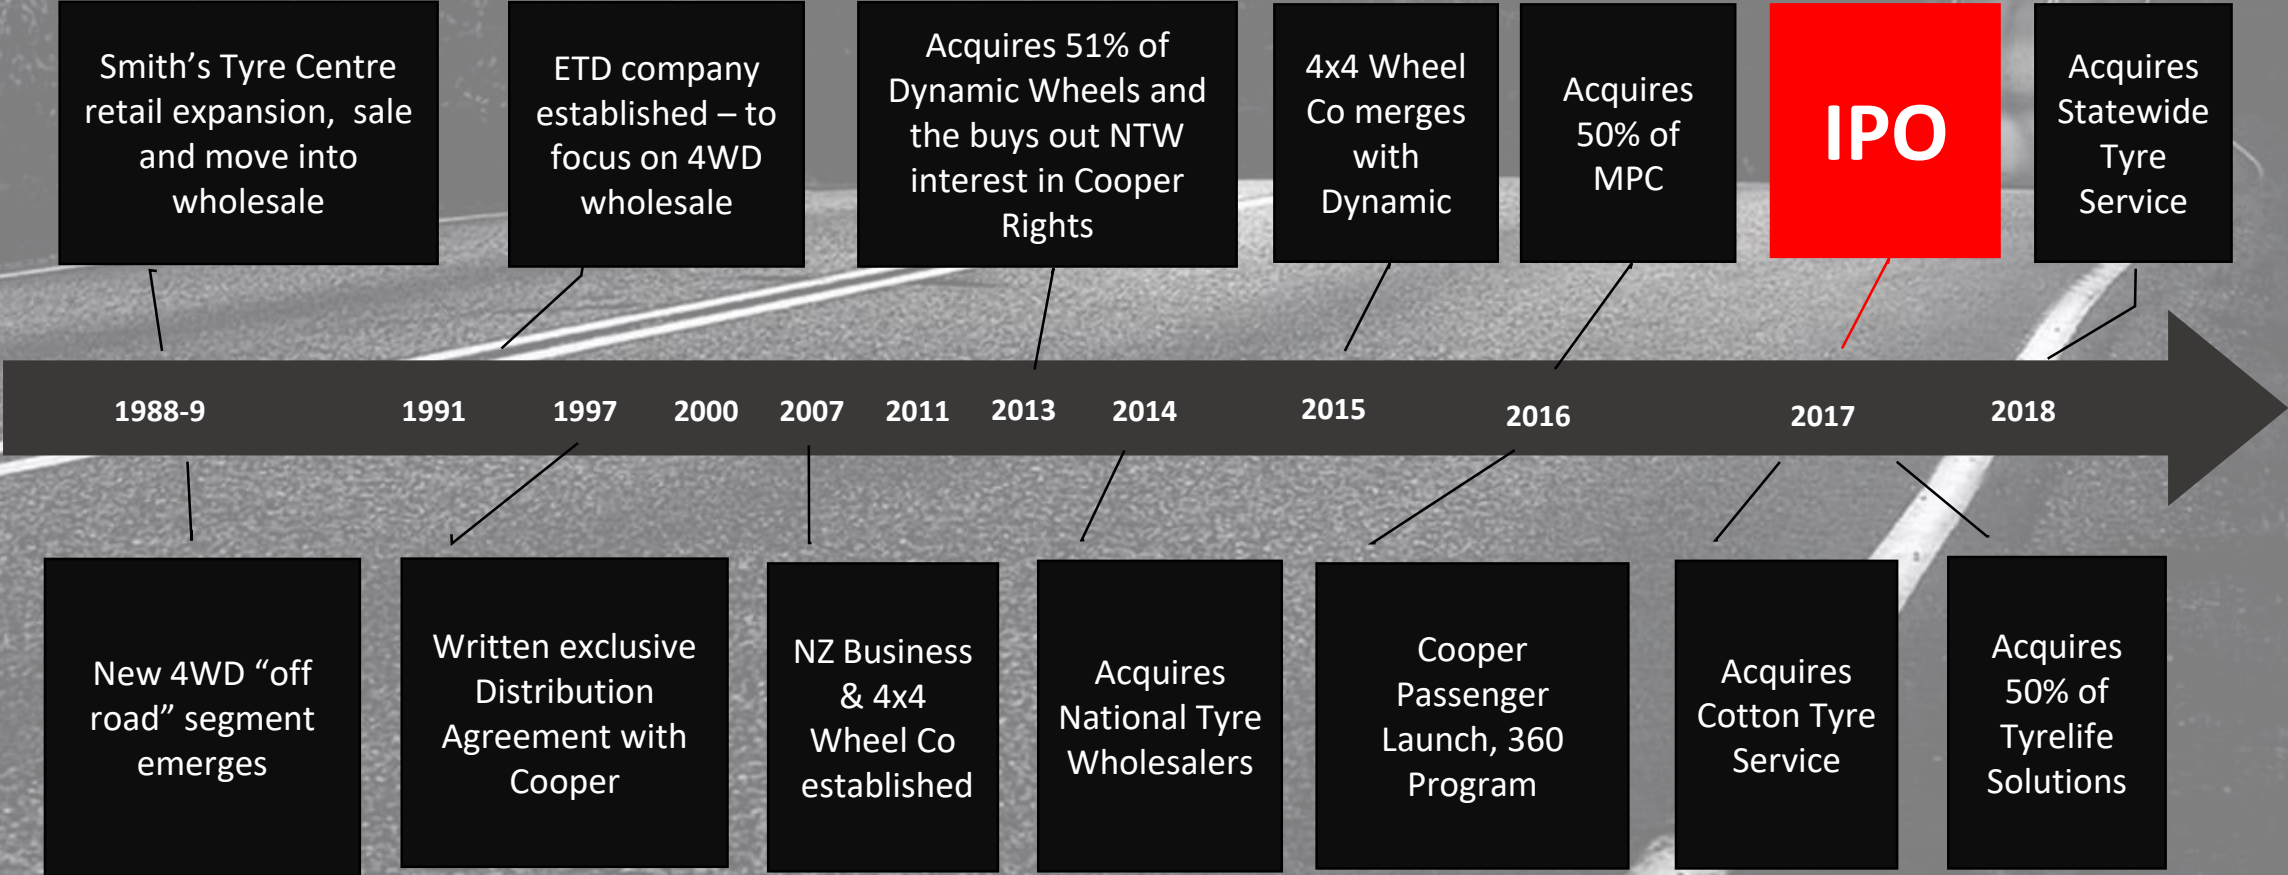 Smith's Tyre Centre
retail expansion, sale
and move into
wholesale
ETD company
established – to
focus on 4WD
wholesale
Acquires 51% of
Dynamic Wheels and
the buys out NTW
interest in Cooper
Rights
4x4 Wheel
Co merges
with
Dynamic
Acquires
50% of
MPC
IPO
Acquires
Statewide
Tyre
Service
1988-9
1991
1997
2000
2007
2011
2013
2014
2015
2016
2017
2018
New 4WD “off
road” segment
emerges
Written exclusive
Distribution
Agreement with
Cooper
NZ Business
& 4x4
Wheel Co
established
Acquires
National Tyre
Wholesalers
Cooper
Passenger
Launch, 360
Program
Acquires
Cotton Tyre
Service
Acquires
50% of
Tyrelife
Solutions